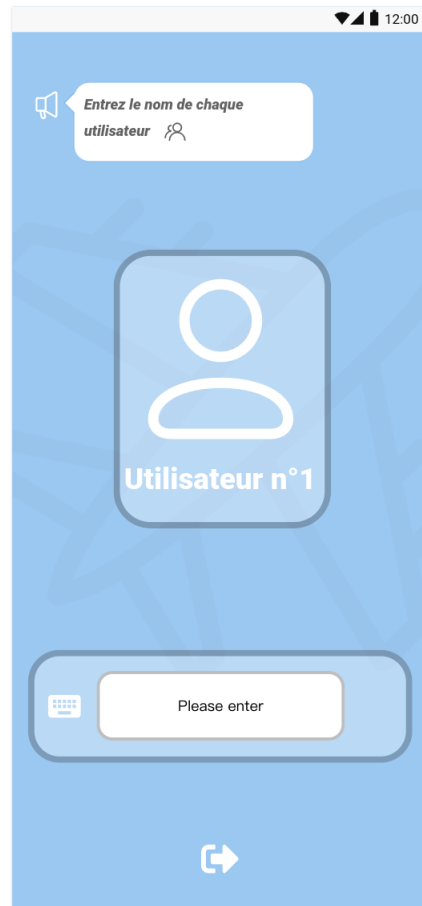 12:00
Entrez le nom de chaque
utilisateur
Utilisateur n°1
Please enter